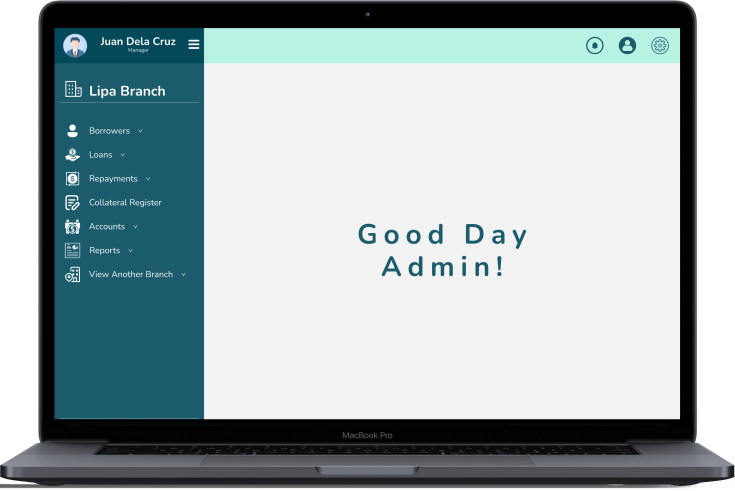 Juan Dela Cruz
Manager
Lipa Branch
Borrowers
Loans
Repayments
Collateral Register
Accounts
Reports
View Another Branch
Good Day
Admin!
MacBook Pro